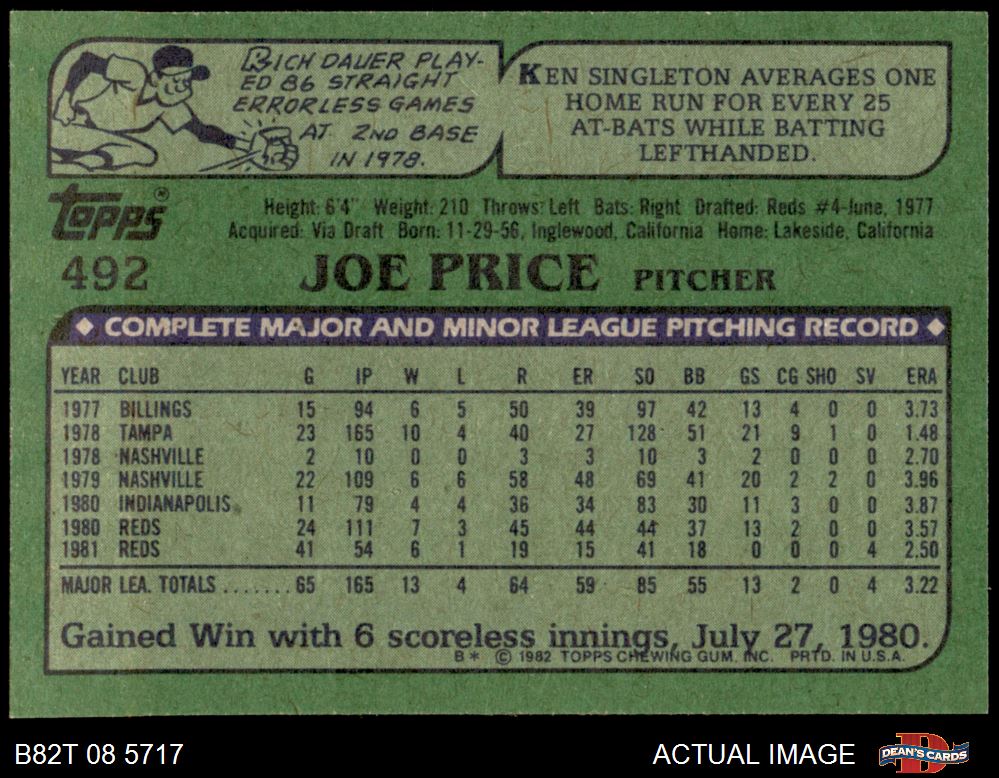 RICH DAUER PLAY-
ED 86 STRAIGHT
ERRORLESS GAMES
AT 2ND BASE
IN 1978.
KEN SINGLETON AVERAGES ONE
HOME RUN FOR EVERY 25
AT-BATS WHILE BATTING
LEFTHANDED.
TOPPS®
Height: 6'4" Weight: 210 Throws: Left Bats: Right Drafted: Reds #4-June, 1977
Acquired: Via Draft Born: 11-29-56, Inglewood, California Home: Lakeside, California
492 JOE PRICE PITCHER
◆ COMPLETE MAJOR AND MINOR LEAGUE PITCHING RECORD ◆
YEAR CLUB G IP W L R ER SO BB GS CG SHO SV ERA
1977 BILLINGS 15 94 6 5 50 39 97 42 13 4 0 0 3.73
1978 TAMPA 23 165 10 4 40 27 128 51 21 9 1 0 1.48
1978 NASHVILLE 2 10 0 0 3 3 10 3 2 0 0 0 2.70
1979 NASHVILLE 22 109 6 6 58 48 69 41 20 2 2 0 3.96
1980 INDIANAPOLIS 11 79 4 4 36 34 83 30 11 3 0 0 3.87
1980 REDS 24 111 7 3 45 44 44 37 13 2 0 0 3.57
1981 REDS 41 54 6 1 19 15 41 18 0 0 0 4 2.50
MAJOR LEA. TOTALS ....... 65 165 13 4 64 59 85 55 13 2 0 4 3.22
Gained Win with 6 scoreless innings, July 27, 1980.
B* © 1982 TOPPS CHEWING GUM, INC. PRTD. IN U.S.A.
B82T 08 5717 ACTUAL IMAGE DEAN'S CARDS